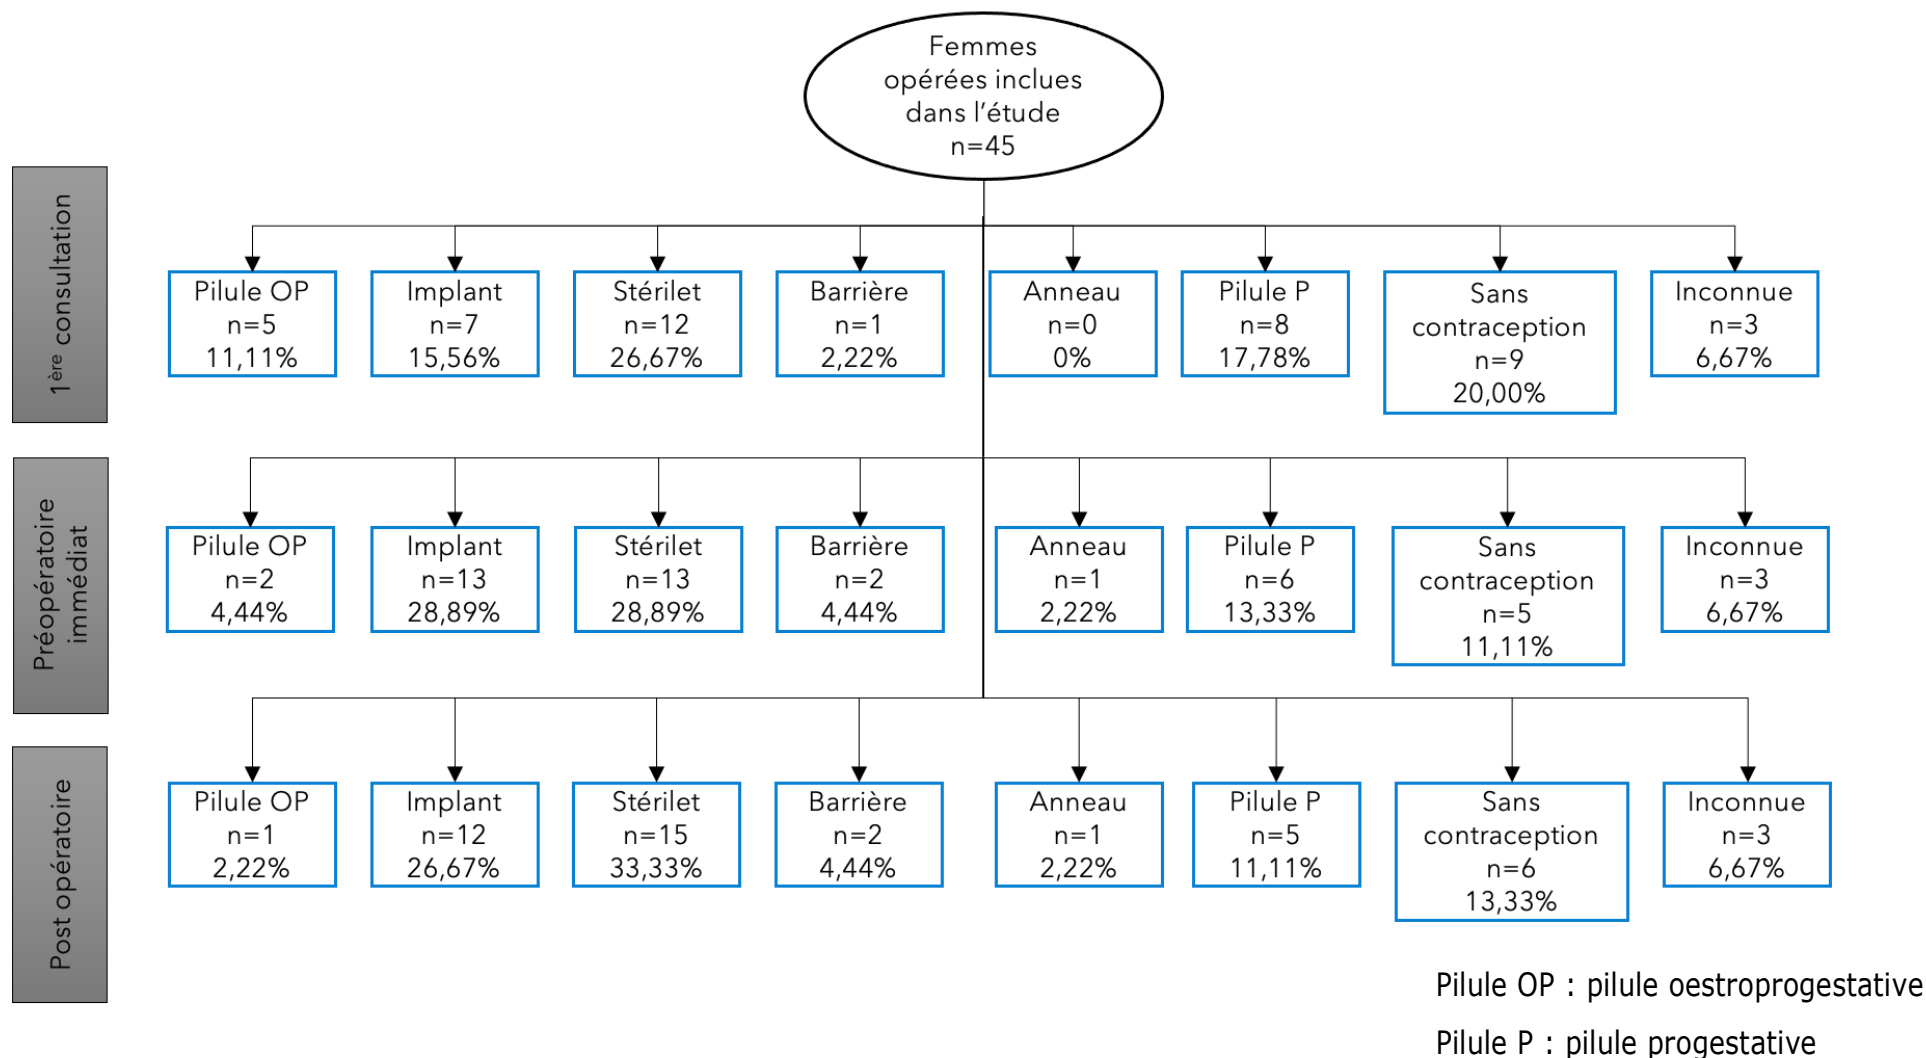 Femmes
opérées inclues
dans l’étude
n=45
1ère consultation
Pilule OP
n=5
11,11%
Implant
n=7
15,56%
Stérilet
n=12
26,67%
Barrière
n=1
2,22%
Anneau
n=0
0%
Pilule P
n=8
17,78%
Sans
contraception
n=9
20,00%
Inconnue
n=3
6,67%
Préopératoire
immédiat
Pilule OP
n=2
4,44%
Implant
n=13
28,89%
Stérilet
n=13
28,89%
Barrière
n=2
4,44%
Anneau
n=1
2,22%
Pilule P
n=6
13,33%
Sans
contraception
n=5
11,11%
Inconnue
n=3
6,67%
Post opératoire
Pilule OP
n=1
2,22%
Implant
n=12
26,67%
Stérilet
n=15
33,33%
Barrière
n=2
4,44%
Anneau
n=1
2,22%
Pilule P
n=5
11,11%
Sans
contraception
n=6
13,33%
Inconnue
n=3
6,67%
Pilule OP : pilule oestroprogestative
Pilule P : pilule progestative